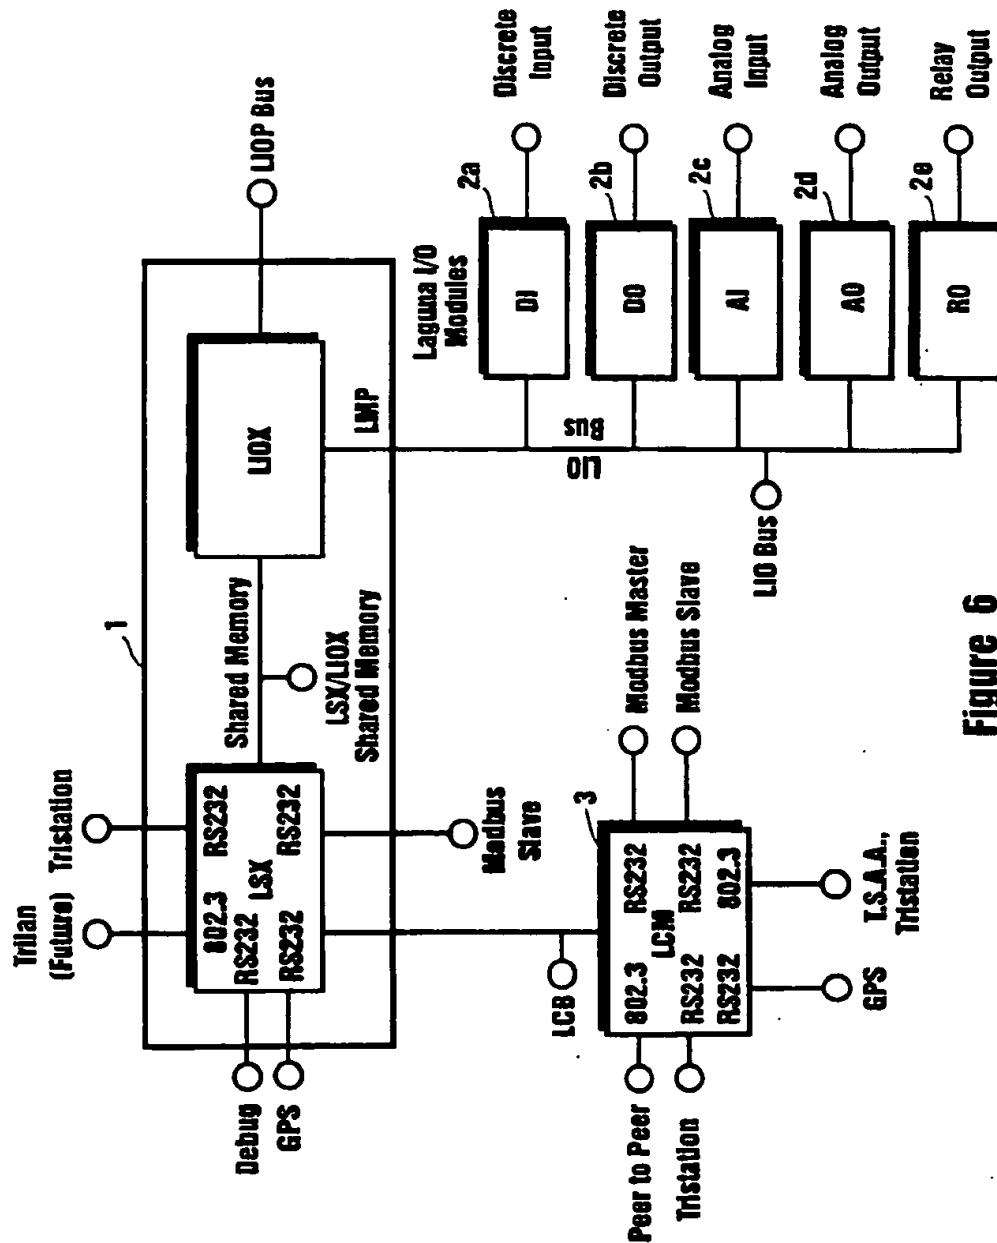 Trilan
(Future)
Tristation
Debug
GPS
802.3
RS232
RS232
RS232
LSX
RS232
1
Shared Memory
LSX/LIOX
Shared Memory
LIOX
LMP
LIOP Bus
Modbus
Slave
LCB
3
Peer to Peer
Tristation
802.3
RS232
RS232
LCM
RS232
RS232
802.3
GPS
T.S.A.A.,
Tristation
Modbus Master
Modbus Slave
LIO
Bus
LIO Bus
Laguna I/O
Modules
DI
2a
Discrete
Input
DO
2b
Discrete
Output
AI
2c
Analog
Input
AO
2d
Analog
Output
RO
2e
Relay
Output
Figure 6